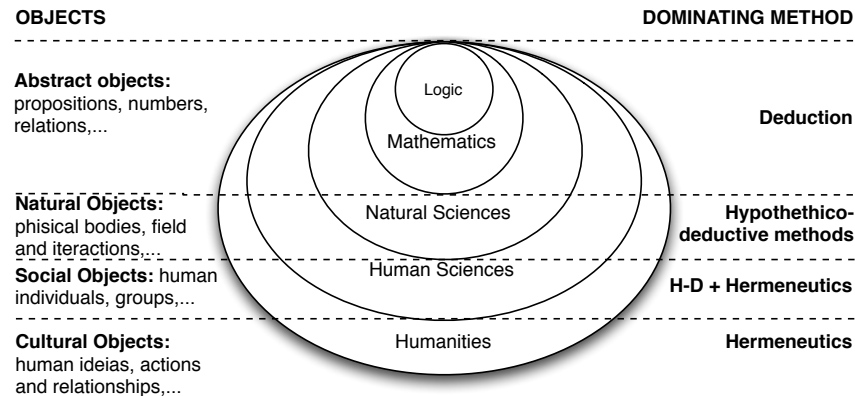 OBJECTS
DOMINATING METHOD
Abstract objects:
propositions, numbers,
relations,...
Logic
Mathematics
Deduction
Natural Objects:
phisical bodies, field
and iteractions,...
Natural Sciences
Hypothethico-
deductive methods
Social Objects: human
individuals, groups,...
Human Sciences
H-D + Hermeneutics
Cultural Objects:
human ideias, actions
and relationships,...
Humanities
Hermeneutics